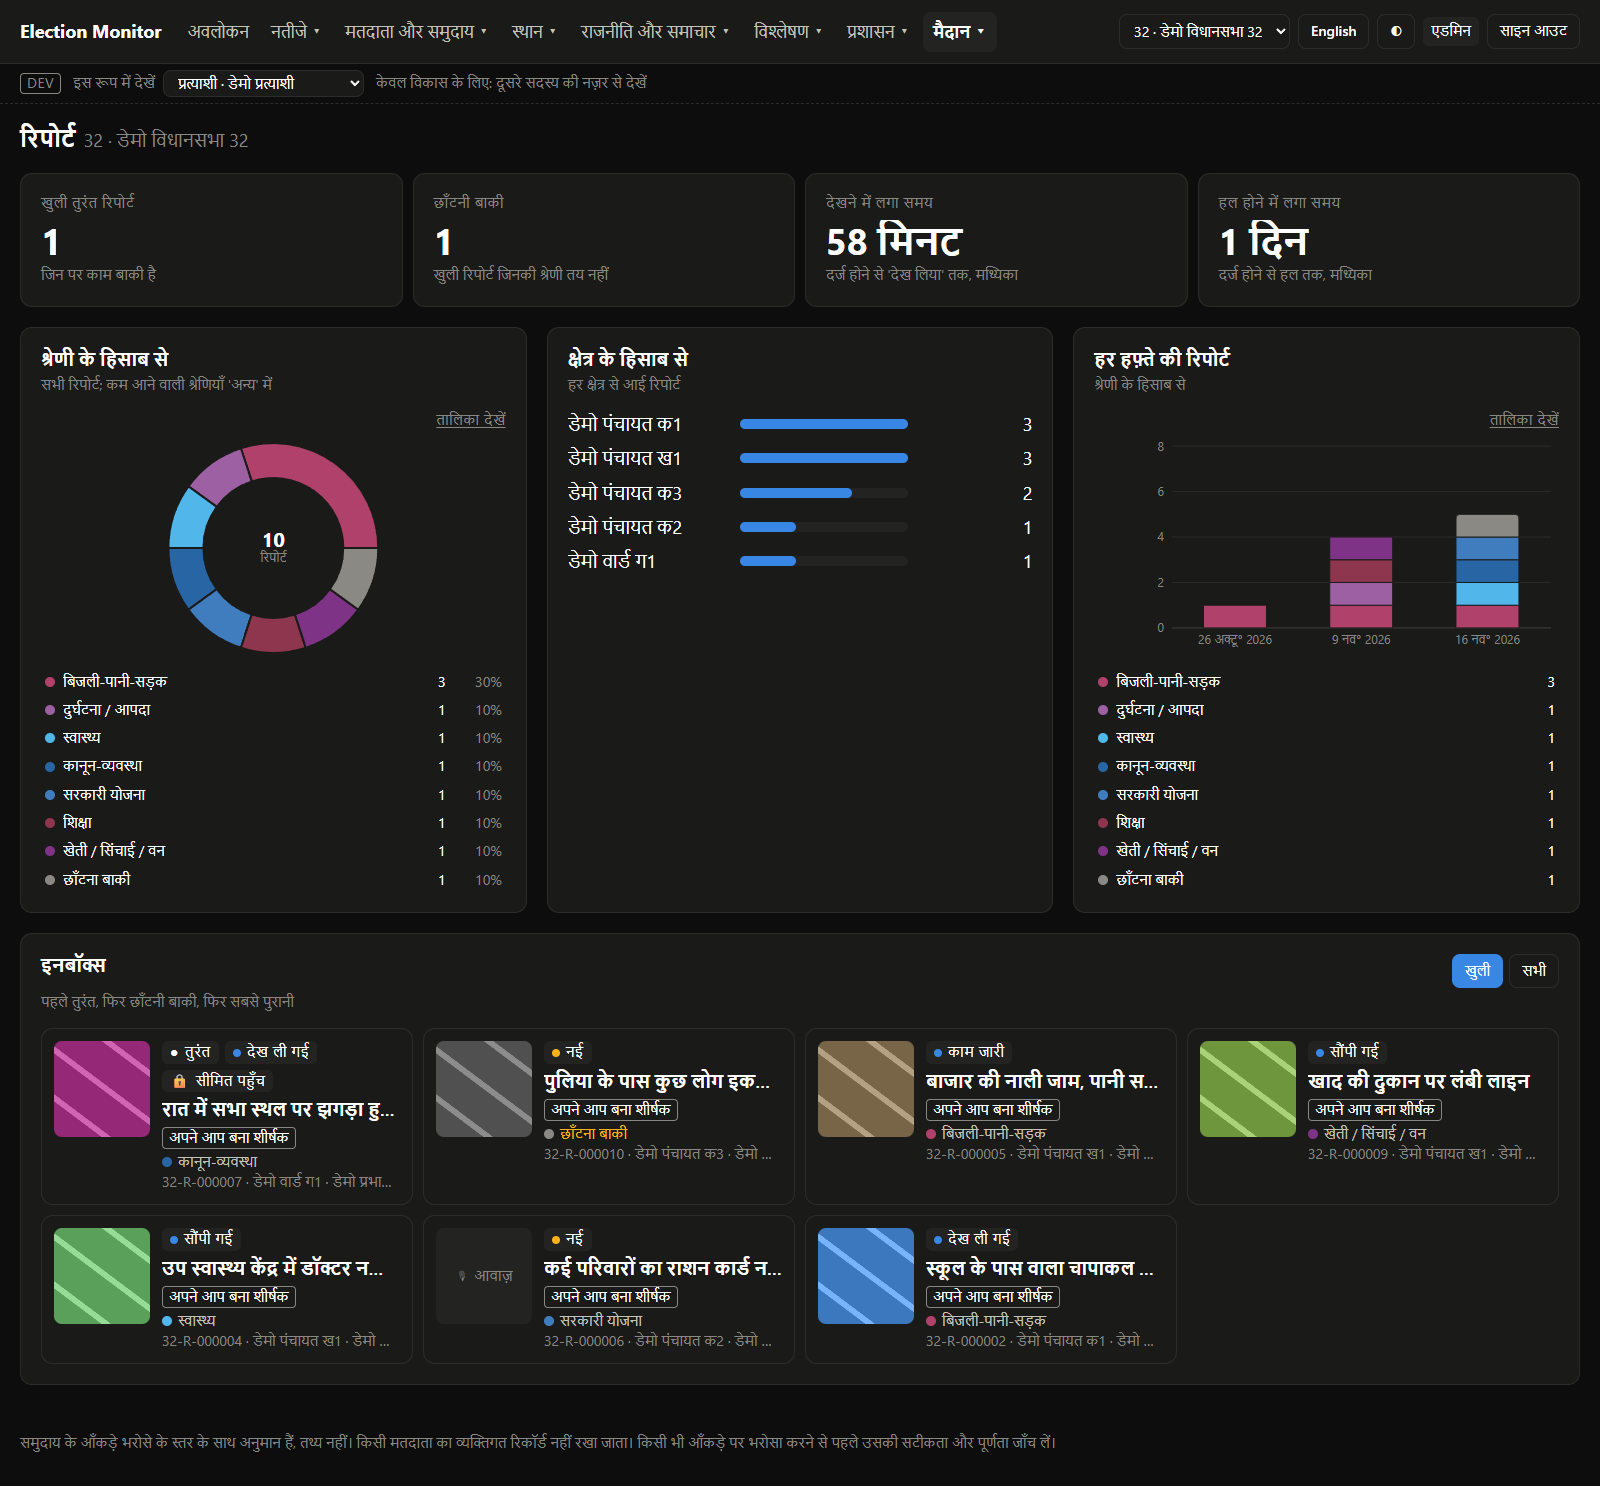 Election Monitor अवलोकन नतीजे मतदाता और समुदाय स्थान राजनीति और समाचार विश्लेषण प्रशासन मैदान 32 · डेमो विधानसभा 32 English एडमिन साइन आउट
DEV इस रूप में देखें प्रत्याशी · डेमो प्रत्याशी केवल विकास के लिए: दूसरे सदस्य की नज़र से देखें
रिपोर्ट 32 · डेमो विधानसभा 32
खुली तुरंत रिपोर्ट
1
जिन पर काम बाकी है
छाँटनी बाकी
1
खुली रिपोर्ट जिनकी श्रेणी तय नहीं
देखने में लगा समय
58 मिनट
दर्ज होने से 'देख लिया' तक, मध्यिका
हल होने में लगा समय
1 दिन
दर्ज होने से हल तक, मध्यिका
श्रेणी के हिसाब से
सभी रिपोर्ट; कम आने वाली श्रेणियाँ 'अन्य' में
तालिका देखें
10
रिपोर्ट
बिजली-पानी-सड़क 3 30%
दुर्घटना / आपदा 1 10%
स्वास्थ्य 1 10%
कानून-व्यवस्था 1 10%
सरकारी योजना 1 10%
शिक्षा 1 10%
खेती / सिंचाई / वन 1 10%
छाँटना बाकी 1 10%
क्षेत्र के हिसाब से
हर क्षेत्र से आई रिपोर्ट
डेमो पंचायत क1 3
डेमो पंचायत ख1 3
डेमो पंचायत क3 2
डेमो पंचायत क2 1
डेमो वार्ड ग1 1
हर हफ़्ते की रिपोर्ट
श्रेणी के हिसाब से
तालिका देखें
8
6
4
2
0
26 अक्टू॰ 2026 9 नव॰ 2026 16 नव॰ 2026
बिजली-पानी-सड़क 3
दुर्घटना / आपदा 1
स्वास्थ्य 1
कानून-व्यवस्था 1
सरकारी योजना 1
शिक्षा 1
खेती / सिंचाई / वन 1
छाँटना बाकी 1
इनबॉक्स
खुली सभी
पहले तुरंत, फिर छाँटनी बाकी, फिर सबसे पुरानी
तुरंत देख ली गई
सीमित पहुँच
रात में सभा स्थल पर झगड़ा हु...
अपने आप बना शीर्षक
कानून-व्यवस्था
32-R-000007 · डेमो वार्ड ग1 · डेमो प्रभा...
नई
पुलिया के पास कुछ लोग इक...
अपने आप बना शीर्षक
छाँटना बाकी
32-R-000010 · डेमो पंचायत क3 · डेमो ...
काम जारी
बाजार की नाली जाम, पानी स...
अपने आप बना शीर्षक
बिजली-पानी-सड़क
32-R-000005 · डेमो पंचायत ख1 · डेमो ...
सौंपी गई
खाद की दुकान पर लंबी लाइन
अपने आप बना शीर्षक
खेती / सिंचाई / वन
32-R-000009 · डेमो पंचायत ख1 · डेमो ...
सौंपी गई
उप स्वास्थ्य केंद्र में डॉक्टर न...
अपने आप बना शीर्षक
स्वास्थ्य
32-R-000004 · डेमो पंचायत ख1 · डेमो ...
आवाज़
नई
कई परिवारों का राशन कार्ड न...
अपने आप बना शीर्षक
सरकारी योजना
32-R-000006 · डेमो पंचायत क2 · डेमो ...
देख ली गई
स्कूल के पास वाला चापाकल ...
अपने आप बना शीर्षक
बिजली-पानी-सड़क
32-R-000002 · डेमो पंचायत क1 · डेमो ...
समुदाय के आँकड़े भरोसे के स्तर के साथ अनुमान हैं, तथ्य नहीं। किसी मतदाता का व्यक्तिगत रिकॉर्ड नहीं रखा जाता। किसी भी आँकड़े पर भरोसा करने से पहले उसकी सटीकता और पूर्णता जाँच लें।